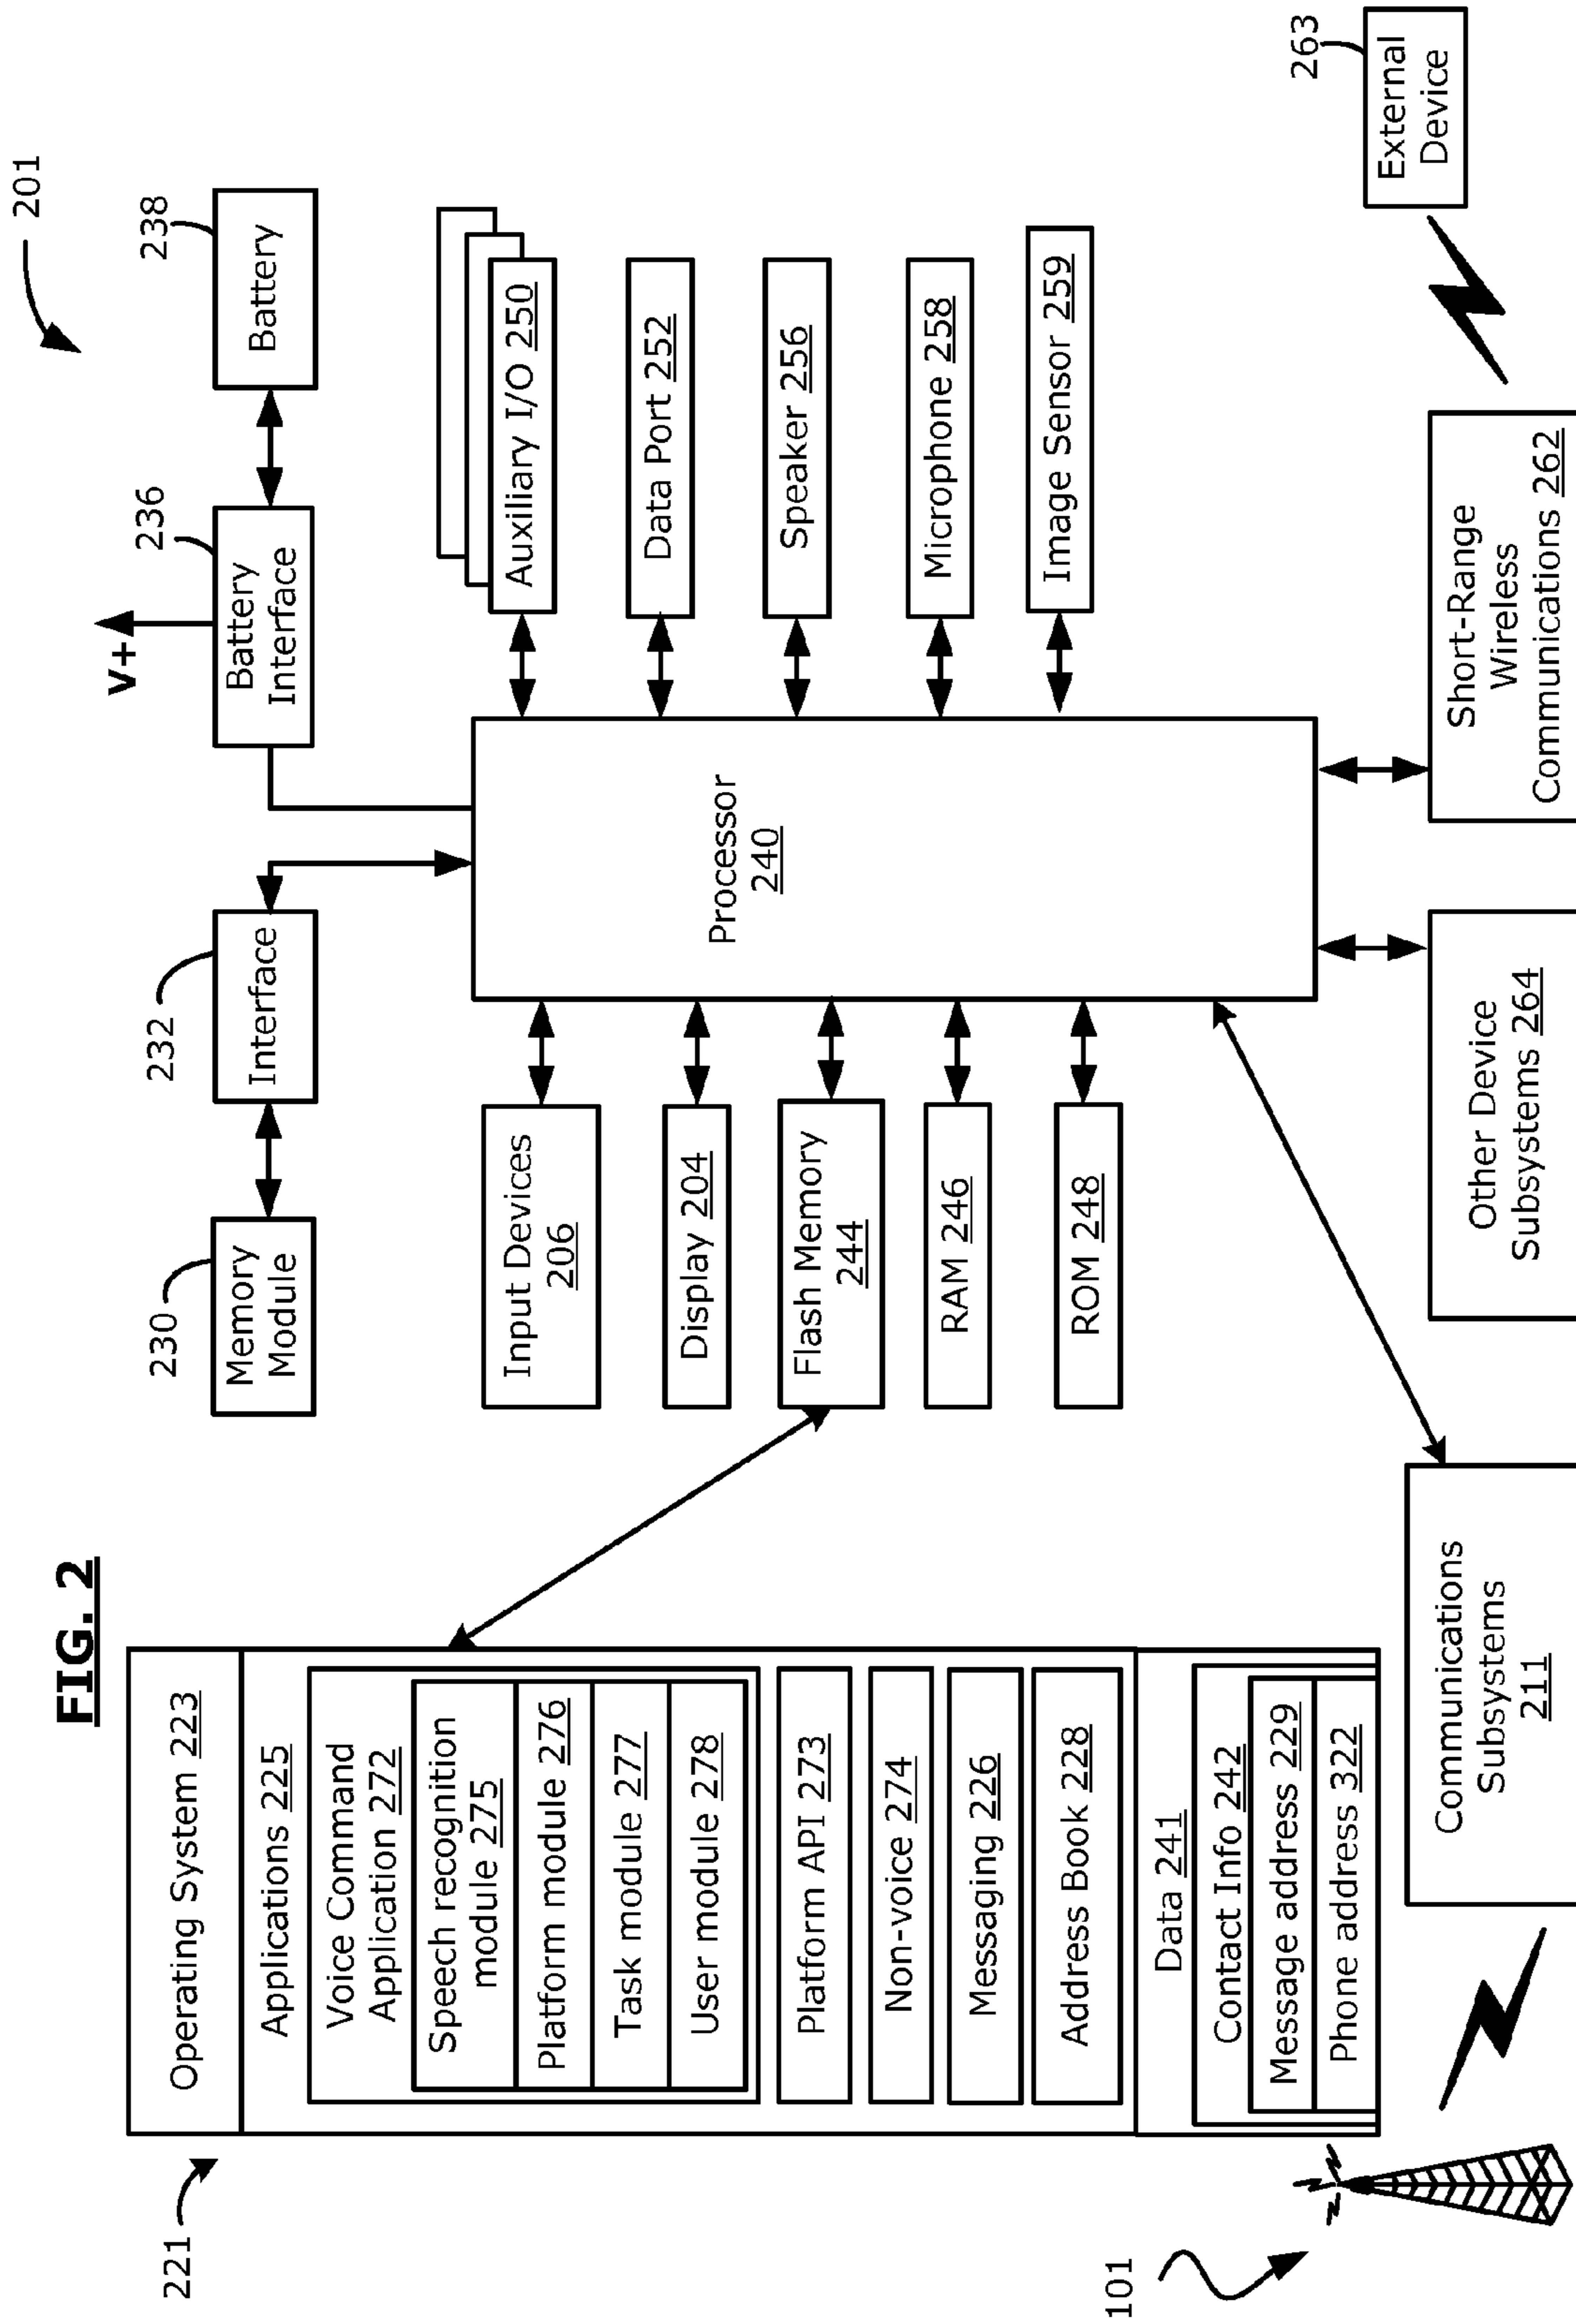 FIG. 2
201
221
Operating System 223
Applications 225
Voice Command
Application 272
Speech recognition
module 275
Platform module 276
Task module 277
User module 278
Platform API 273
Non-voice 274
Messaging 226
Address Book 228
Data 241
Contact Info 242
Message address 229
Phone address 322
101
230
Memory
Module
232
Interface
V+
236
Battery
Interface
238
Battery
Input Devices
206
Display 204
Flash Memory
244
RAM 246
ROM 248
Processor
240
Auxiliary I/O 250
Data Port 252
Speaker 256
Microphone 258
Image Sensor 259
Communications
Subsystems
211
Other Device
Subsystems 264
Short-Range
Wireless
Communications 262
263
External
Device